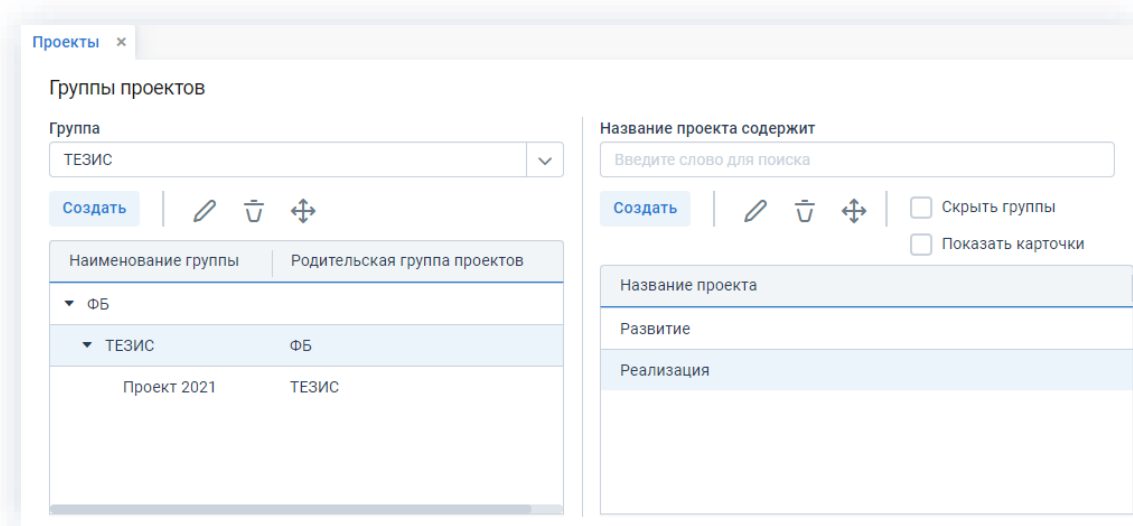 Проекты ×
Группы проектов
Группа
ТЕЗИС
Создать
Наименование группы Родительская группа проектов
ФБ
ТЕЗИС ФБ
Проект 2021 ТЕЗИС
Название проекта содержит
Введите слово для поиска
Создать Скрыть группы
Показать карточки
Название проекта
Развитие
Реализация